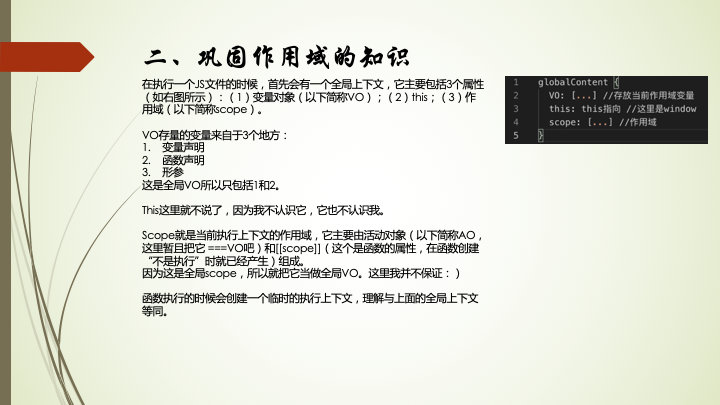 二、巩固作用域的知识
在执行一个JS文件的时候，首先会有一个全局上下文，它主要包括3个属性
（如右图所示）：（1）变量对象（以下简称VO）；（2）this；（3）作
用域（以下简称scope）。
VO存量的变量来自于3个地方：
1. 变量声明
2. 函数声明
3. 形参
这是全局VO所以只包括1和2。
This这里就不说了，因为我不认识它，它也不认识我。
Scope就是当前执行上下文的作用域，它主要由活动对象（以下简称AO，
这里暂且把它 ===VO吧）和[[scope]]（这个是函数的属性，在函数创建
“不是执行”时就已经产生）组成。
因为这是全局scope，所以就把它当做全局VO。这里我并不保证：）
函数执行的时候会创建一个临时的执行上下文，理解与上面的全局上下文
等同。
1 globalContent {
2 VO: [...] //存放当前作用域变量
3 this: this指向 //这里是window
4 scope: [...] //作用域
5 }